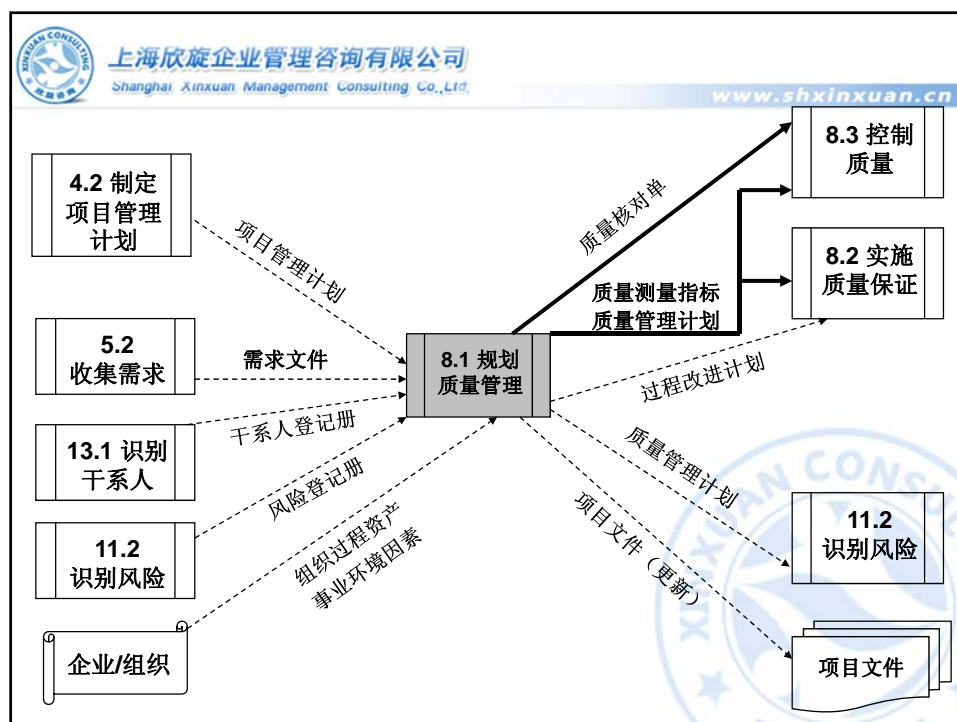 XINXUAN CONSULTING
欣旋咨询
上海欣旋企业管理咨询有限公司
Shanghai Xinxuan Management Consulting Co.,Ltd.
www.shxinxuan.cn
4.2 制定
项目管理
计划
5.2
收集需求
13.1 识别
干系人
11.2
识别风险
企业/组织
项目管理计划
需求文件
干系人登记册
风险登记册
组织过程资产
事业环境因素
8.1 规划
质量管理
质量核对单
质量测量指标
质量管理计划
过程改进计划
质量管理计划
项目文件（更新）
8.3 控制
质量
8.2 实施
质量保证
11.2
识别风险
项目文件
XINXUAN CONSU